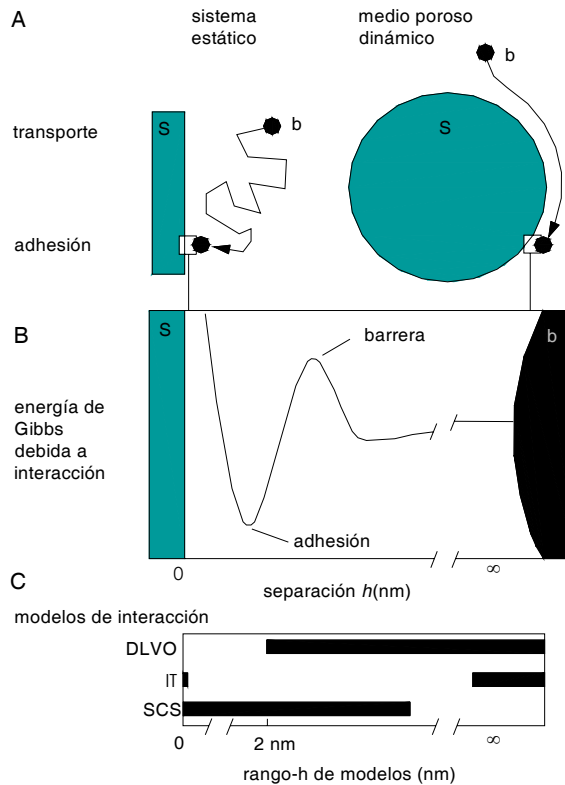 A
sistema
estático
medio poroso
dinámico
b
b
S
S
transporte
adhesión
B
S
b
barrera
energía de
Gibbs
debida a
interacción
adhesión
0
∞
separación h(nm)
C
modelos de interacción
DLVO
IT
SCS
0
2 nm
∞
rango-h de modelos (nm)